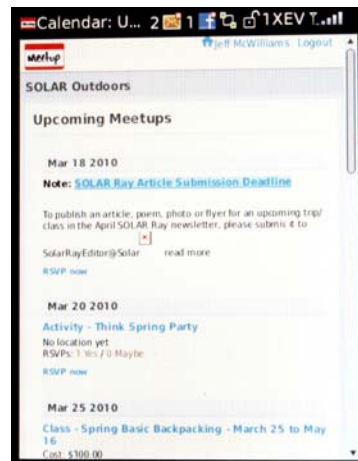 Calendar: U... 2 1 1XEV
Jeff McWilliams Logout
Meetup
SOLAR Outdoors
Upcoming Meetups
Mar 18 2010
Note: SOLAR Ray Article Submission Deadline
To publish an article, poem, photo or flyer for an upcoming trip/
class in the April SOLAR Ray newsletter, please submit it to
SolarRayEditor@Solar read more
RSVP now
Mar 20 2010
Activity - Think Spring Party
No location yet
RSVPs: 1 Yes / 0 Maybe
RSVP now
Mar 25 2010
Class - Spring Basic Backpacking - March 25 to May
16
Cost: $100.00